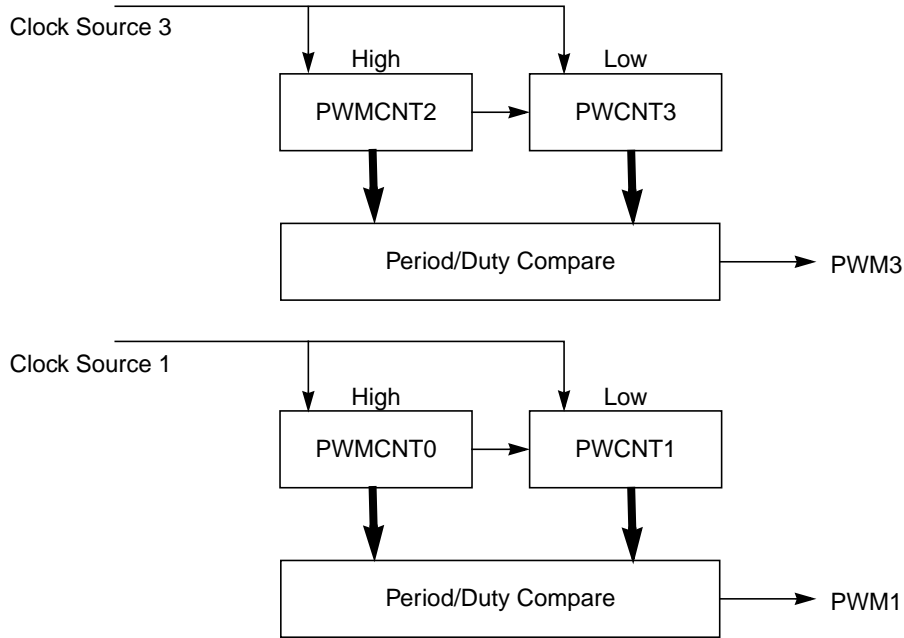 Clock Source 3
High
Low
PWMCNT2
PWCNT3
Period/Duty Compare
PWM3
Clock Source 1
High
Low
PWMCNT0
PWCNT1
Period/Duty Compare
PWM1